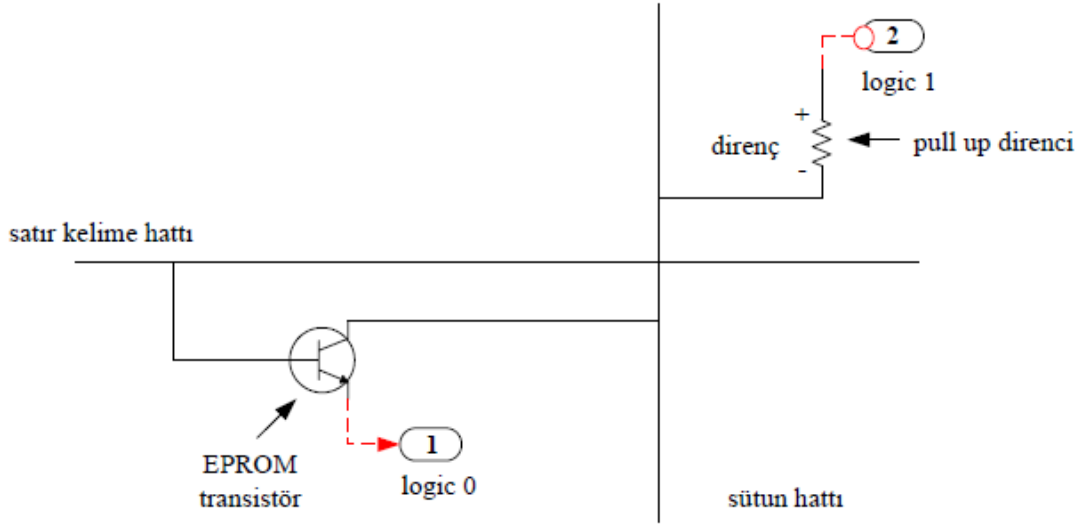 2
logic 1
+
direnç
-
pull up direnci
satır kelime hattı
EPROM
transistör
1
logic 0
sütun hattı